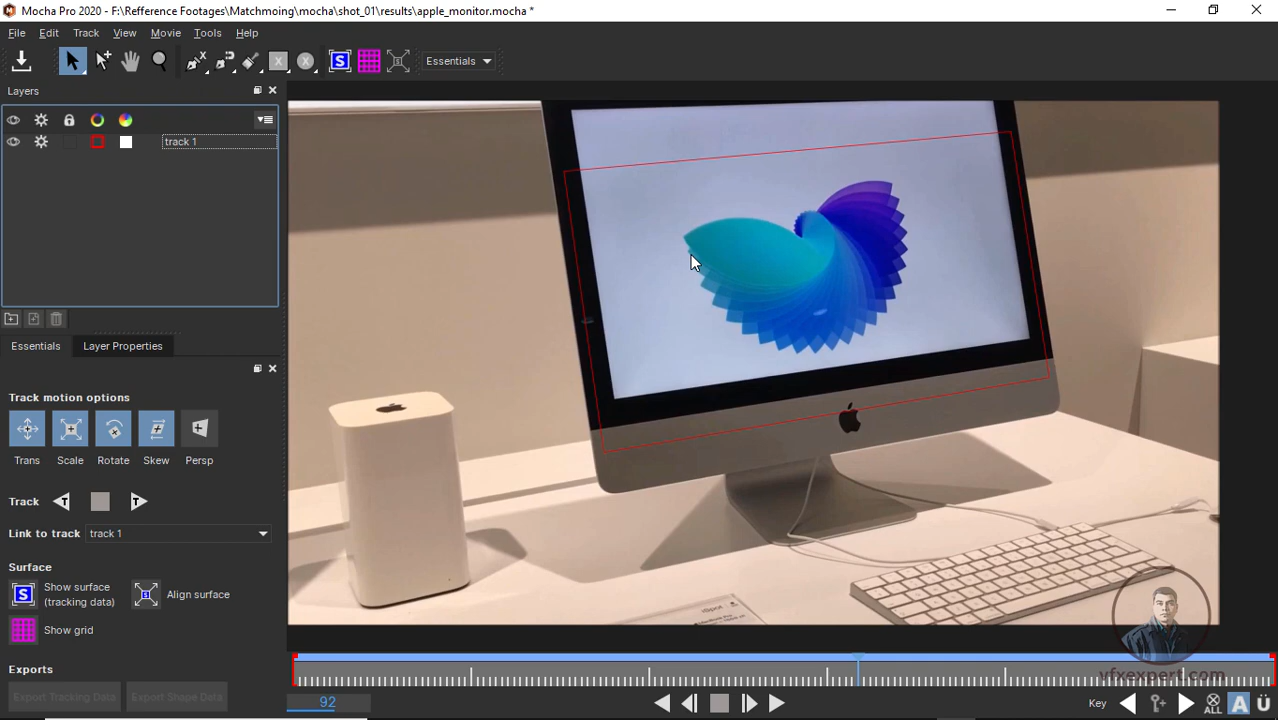 Mocha Pro 2020 - F:\Refference Footages\Matchmoing\mocha\shot_01\results\apple_monitor.mocha *
File Edit Track View Movie Tools Help
S Essentials
Layers
track 1
Essentials Layer Properties
Track motion options
Trans Scale Rotate Skew Persp
Track T T
Link to track track 1
Surface
S Show surface
(tracking data)
S Align surface
Show grid
Exports
Export Tracking Data Export Shape Data
92
Key ALL A Ü
vfxexpert.com